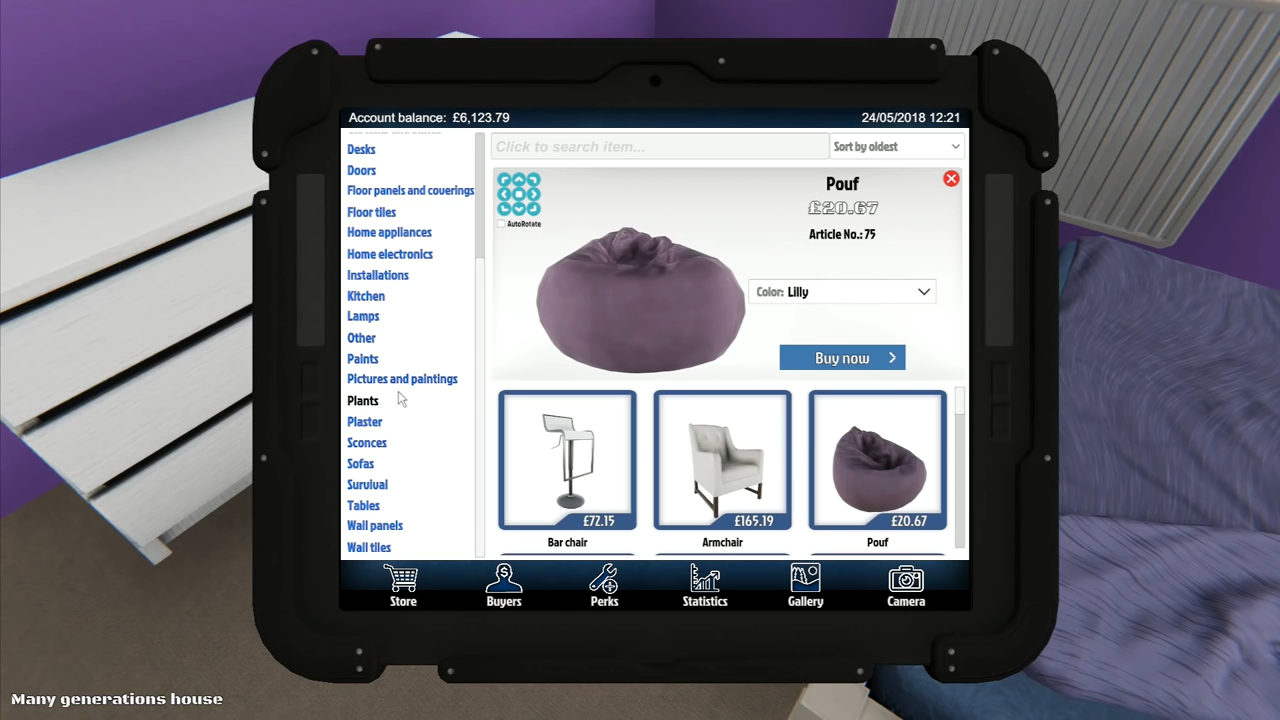 Account balance: £6,123.79
24/05/2018 12:21
Desks
Doors
Floor panels and coverings
Floor tiles
Home appliances
Home electronics
Installations
Kitchen
Lamps
Other
Paints
Pictures and paintings
Plants
Plaster
Sconces
Sofas
Survival
Tables
Wall panels
Wall tiles
Click to search item...
Sort by oldest
AutoRotate
Pouf
£20.67
Article No.: 75
Color: Lilly
Buy now
£72.15
£165.19
£20.67
Bar chair
Armchair
Pouf
Store
Buyers
Perks
Statistics
Gallery
Camera
Many generations house